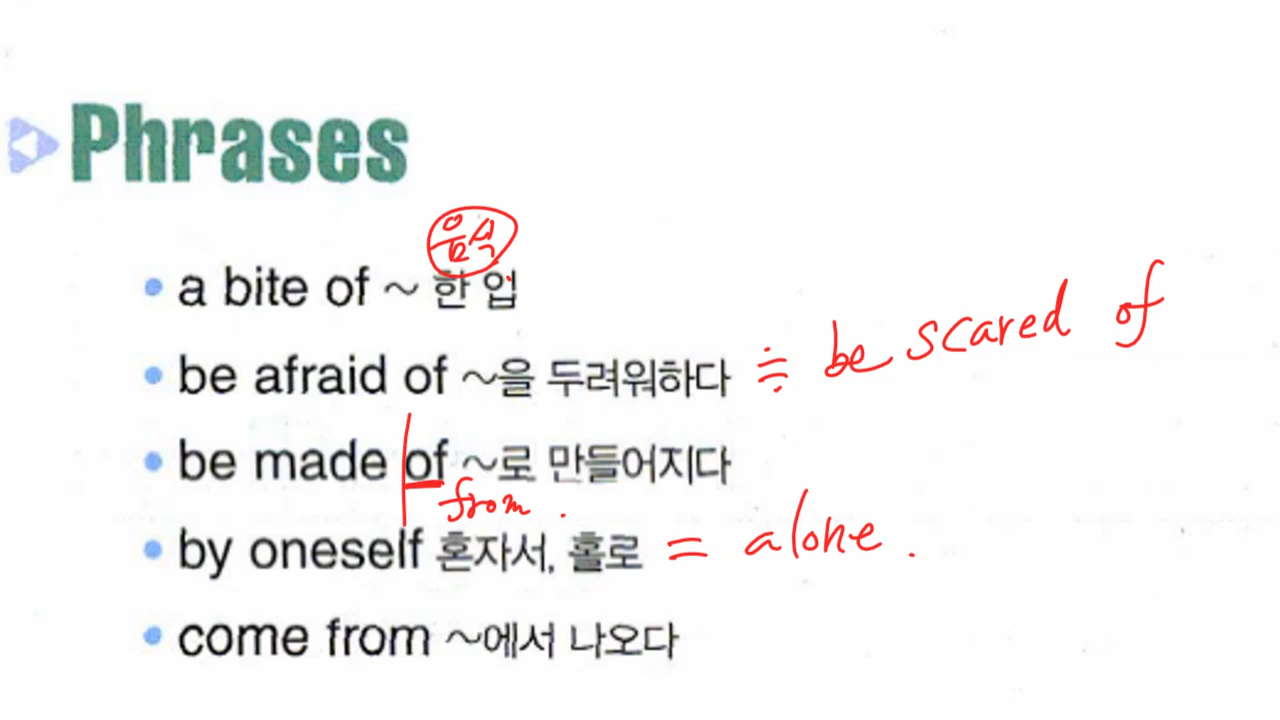 Phrases
음식
• a bite of ~ 한 입
• be afraid of ~을 두려워하다 ≒ be scared of
• be made of ~로 만들어지다
from.
• by oneself 혼자서, 홀로 = alone.
• come from ~에서 나오다